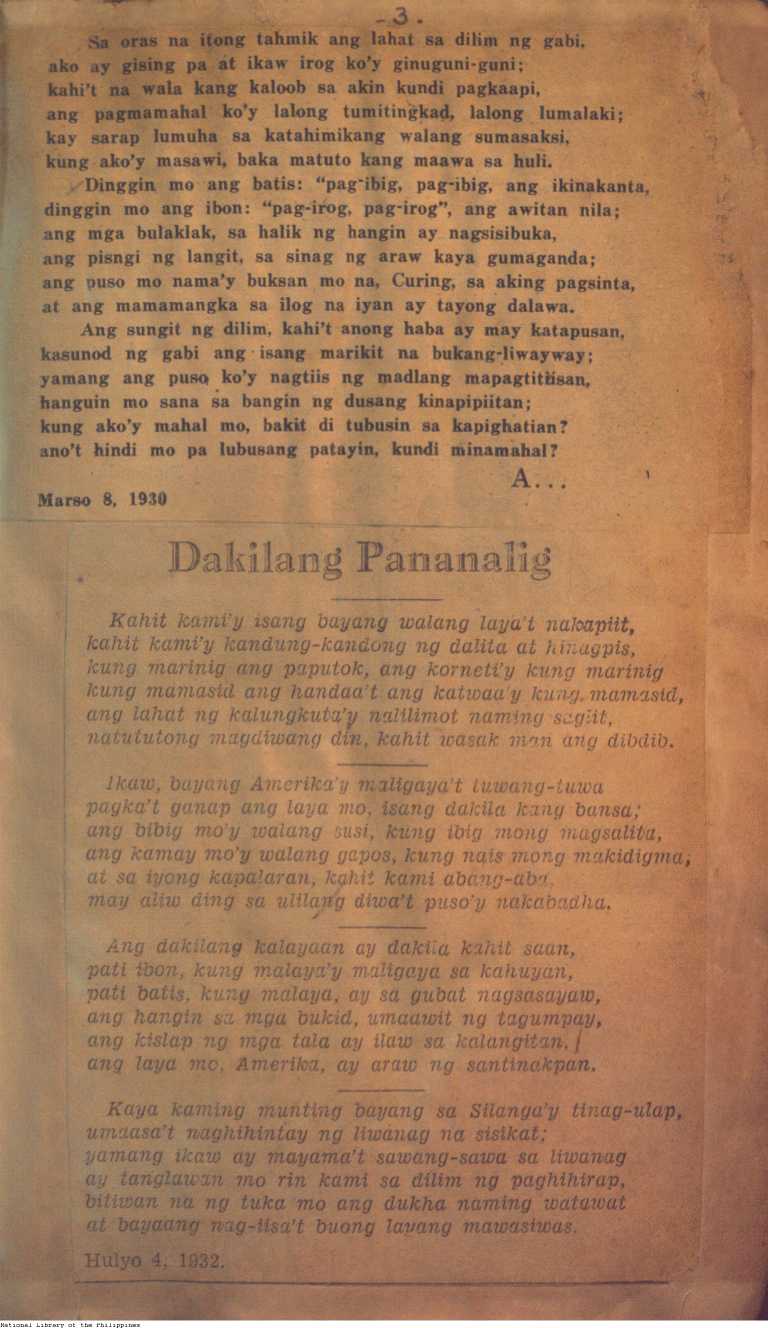 - 3 .
Sa oras na itong tahmik ang lahat sa dilim ng gabi,
ako ay gising pa at ikaw irog ko'y ginuguni-guni;
kahi't na wala kang kaloob sa akin kundi pagkaapi,
ang pagmamahal ko'y lalong tumitingkad, lalong lumalaki;
kay sarap lumuha sa katahimikang walang sumasaksi,
kung ako'y masawi, baka matuto kang maawa sa huli.
Dinggin mo ang batis: "pag-ibig, pag-ibig, ang ikinakanta,
dinggin mo ang ibon: "pag-irog, pag-irog", ang awitan nila;
ang mga bulaklak, sa halik ng hangin ay nagsisibuka,
ang pisngi ng langit, sa sinag ng araw kaya gumaganda;
ang puso mo nama'y buksan mo na, Curing, sa aking pagsinta,
at ang mamamangka sa ilog na iyan ay tayong dalawa.
Ang sungit ng dilim, kahi't anong haba ay may katapusan,
kasunod ng gabi ang isang marikit na bukang-liwayway;
yamang ang puso ko'y nagtiis ng madlang mapagtitiisan,
hanguin mo sana sa bangin ng dusang kinapipiitan;
kung ako'y mahal mo, bakit di tubusin sa kapighatian?
ano't hindi mo pa lubusang patayin, kundi minamahal?
A...
Marso 8, 1930
Dakilang Pananalig
Kahit kami'y isang bayang walang laya't nakapiit,
kahit kami'y kandung-kandong ng dalita at hinagpis,
kung marinig ang paputok, ang korneti'y kung marinig
kung mamasid ang handaa't ang katwaa'y kung mamasid,
ang lahat ng kalungkuta'y nalilimot naming saglit,
natututong magdiwang din, kahit wasak man ang dibdib.
Ikaw, bayang Amerika'y maligaya't tuwang-tuwa
pagka't ganap ang laya mo, isang dakila kang bansa;
ang bibig mo'y walang susi, kung ibig mong magsalita,
ang kamay mo'y walang gapos, kung nais mong makidigma;
at sa iyong kapalaran, kahit kami abang-aba,
may aliw ding sa ulilang diwa't puso'y nakabadha.
Ang dakilang kalayaan ay dakila kahit saan,
pati ibon, kung malaya'y maligaya sa kahuyan,
pati batis, kung malaya, ay sa gubat nagsasayaw,
ang hangin sa mga bukid, umaawit ng tagumpay,
ang kislap ng mga tala ay ilaw sa kalangitan,
ang laya mo, Amerika, ay araw ng santinakpan.
Kaya kaming munting bayang sa Silanga'y tinag-ulap,
umaasa't naghihintay ng liwanag na sisikat;
yamang ikaw ay mayama't sawang-sawa sa liwanag
ay tanglawan mo rin kami sa dilim ng paghihirap,
bitiwan na ng tuka mo ang dukha naming watawat
at bayaang nag-iisa't buong layang mawasiwas.
Hulyo 4, 1932.
National Library of the Philippines